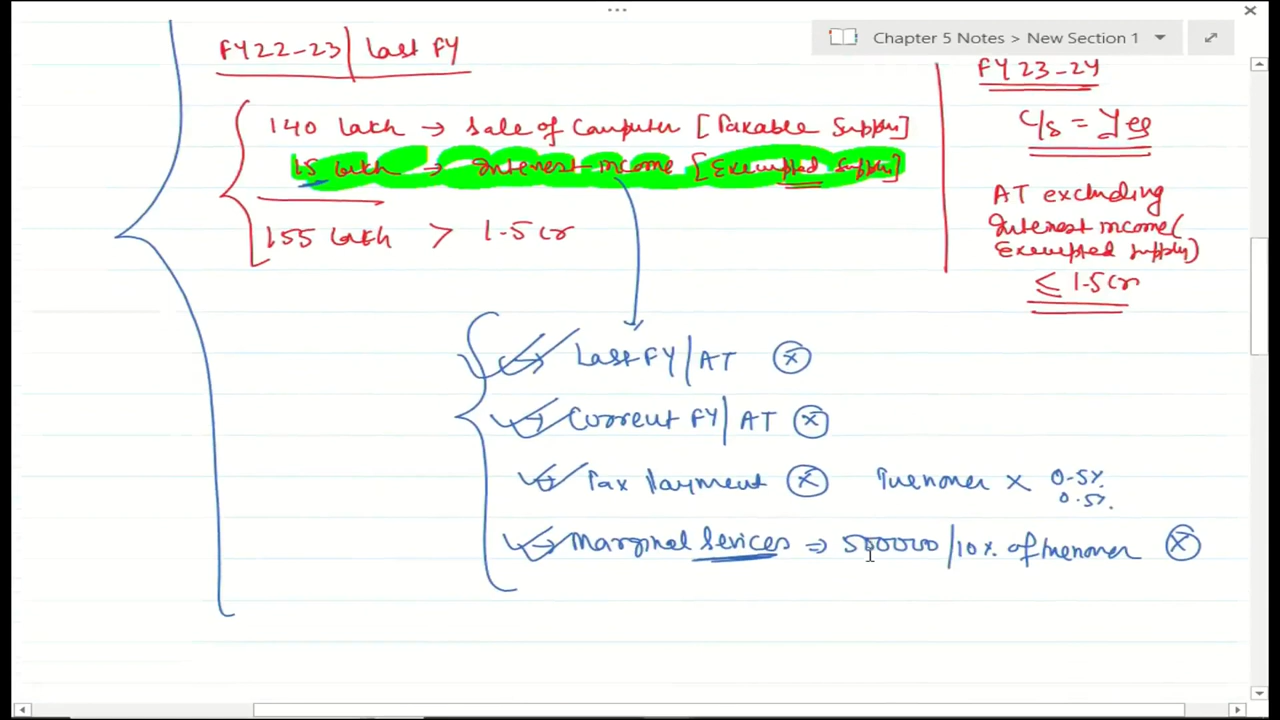 Chapter 5 Notes > New Section 1
FY22-23 | Last FY
140 lakh → Sale of Computer [Taxable Supply]
15 lakh → Interest income [Exempted Supply]
155 lakh > 1.5 cr
FY 23-24
C/S = Yes
AT excluding
Interest income (
Exempted supply)
≤ 1.5 cr
→ Last FY | AT ⓧ
→ Current FY | AT ⓧ
→ Tax Payment ⓧ Turnover × 0.5%
0.5%
→ Marginal Sevices ⇒ 500000 | 10% of turnover ⓧ